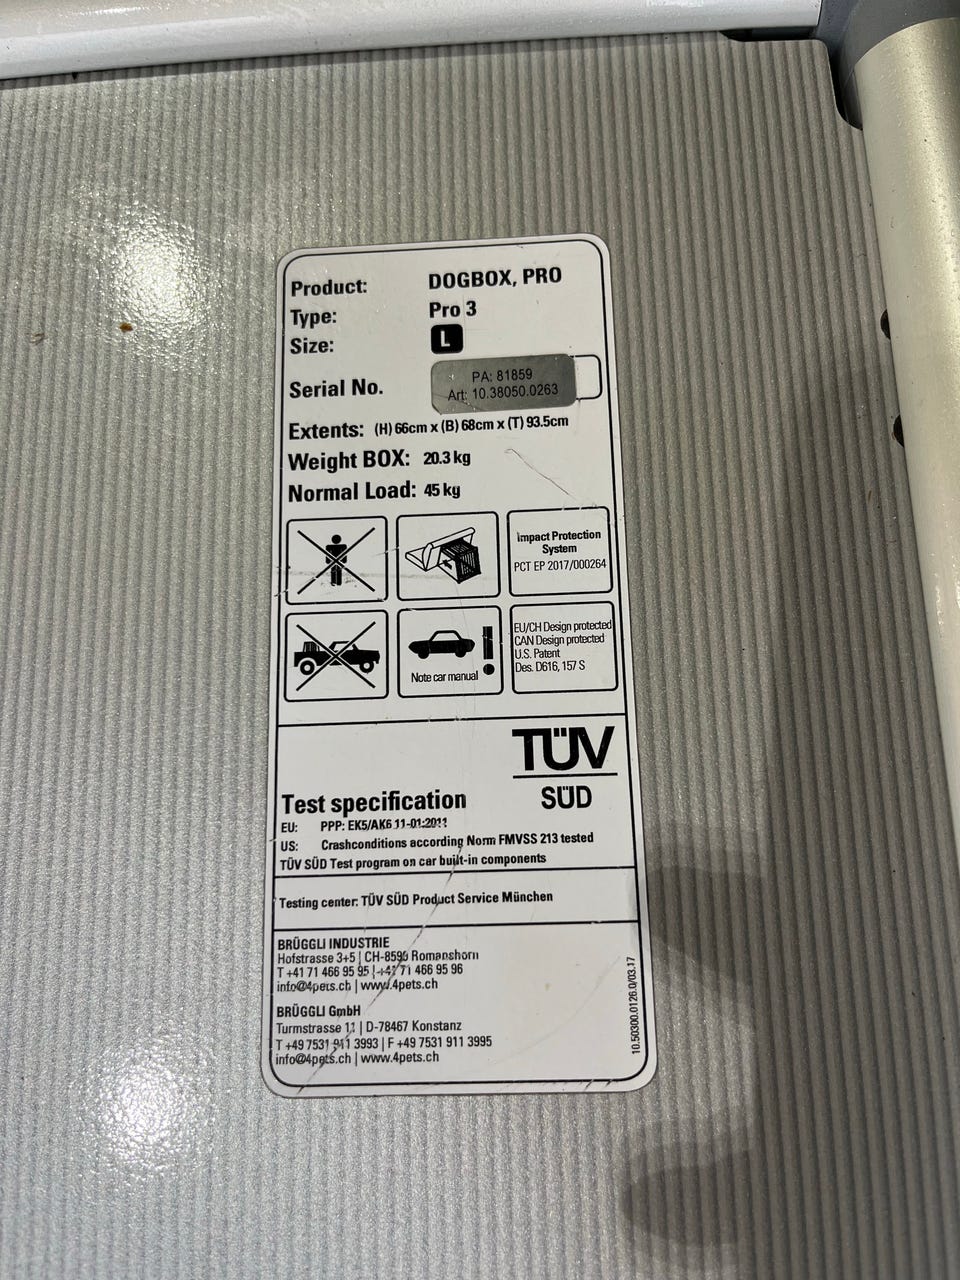 Product: DOGBOX, PRO
Type: Pro 3
Size: L
Serial No. PA: 81859
Art: 10.38050.0263
Extents: (H) 66cm x (B) 68cm x (T) 93.5cm
Weight BOX: 20.3 kg
Normal Load: 45 kg
Impact Protection
System
PCT EP 2017/000264
Note car manual
EU/CH Design protected
CAN Design protected
U.S. Patent
Des. D616, 157 S
TÜV
SÜD
Test specification
EU: PPP: EK5/AK6 11-01:2011
US: Crashconditions according Norm FMVSS 213 tested
TÜV SÜD Test program on car built-in components
Testing center: TÜV SÜD Product Service München
BRÜGGLI INDUSTRIE
Hofstrasse 3+5 | CH-8590 Romanshorn
T +41 71 466 95 95 | +41 71 466 95 96
info@4pets.ch | www.4pets.ch
BRÜGGLI GmbH
Turmstrasse 11 | D-78467 Konstanz
T +49 7531 911 3993 | F +49 7531 911 3995
info@4pets.ch | www.4pets.ch
10.50300.0126.0/03.17